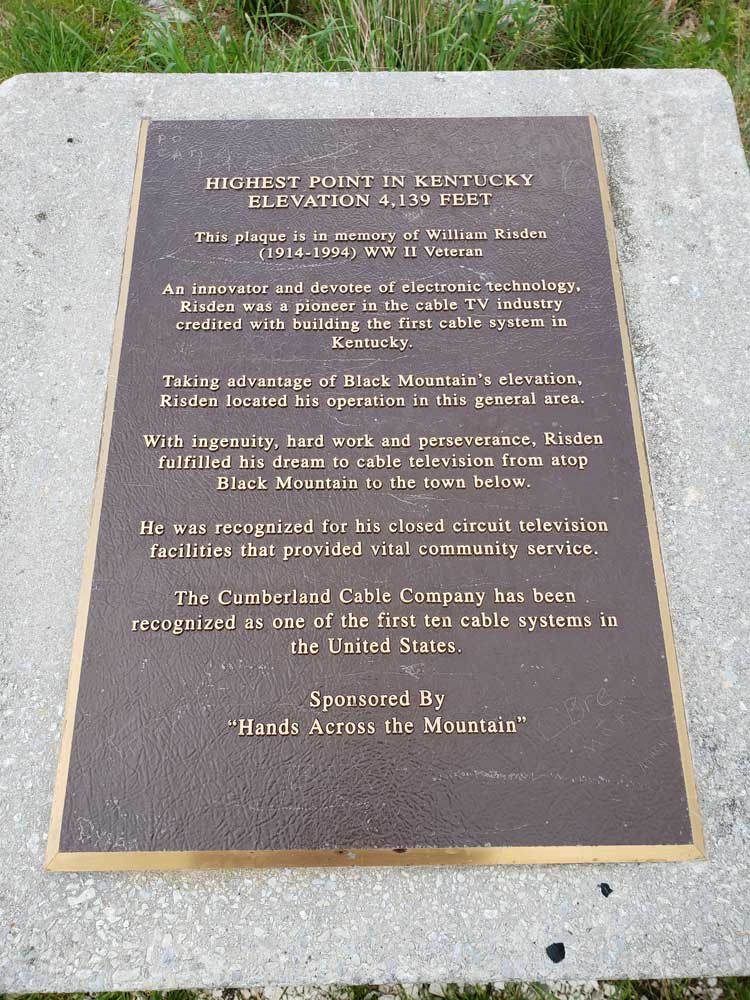 HIGHEST POINT IN KENTUCKY
ELEVATION 4,139 FEET
This plaque is in memory of William Risden
(1914-1994) WW II Veteran
An innovator and devotee of electronic technology,
Risden was a pioneer in the cable TV industry
credited with building the first cable system in
Kentucky.
Taking advantage of Black Mountain's elevation,
Risden located his operation in this general area.
With ingenuity, hard work and perseverance, Risden
fulfilled his dream to cable television from atop
Black Mountain to the town below.
He was recognized for his closed circuit television
facilities that provided vital community service.
The Cumberland Cable Company has been
recognized as one of the first ten cable systems in
the United States.
Sponsored By
“Hands Across the Mountain”
Bre